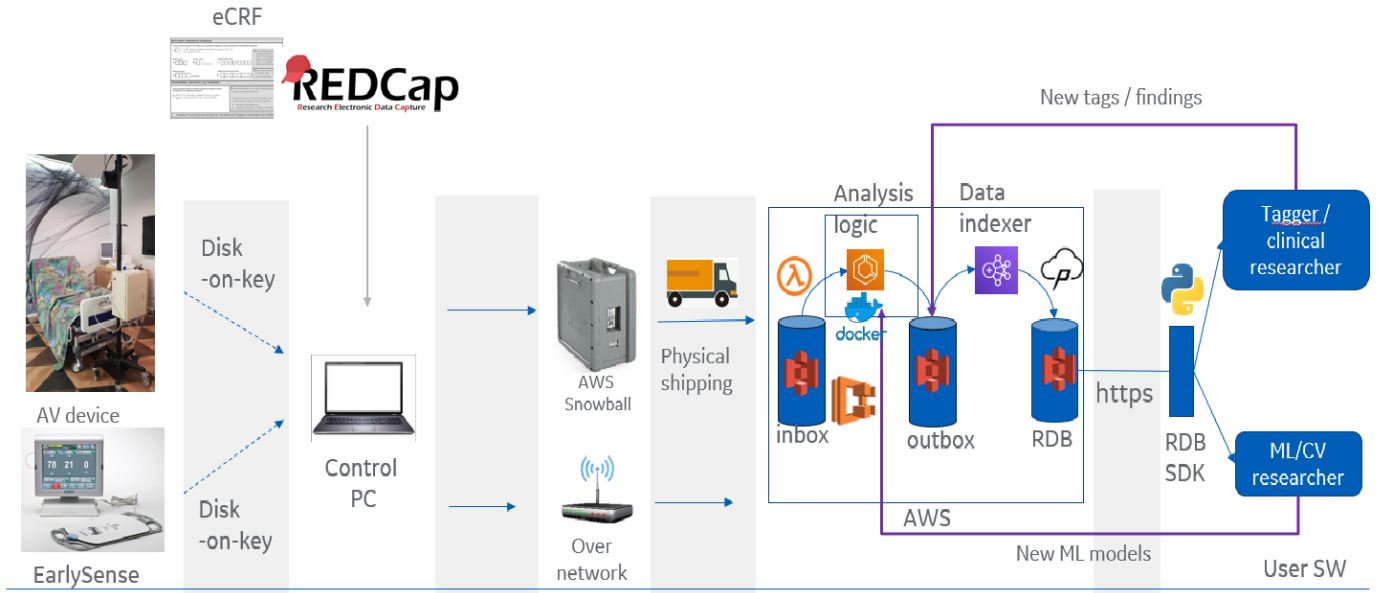 eCRF
REDCap
Research Electronic Data Capture
New tags / findings
Analysis
logic
Data
indexer
Tagger /
clinical
researcher
Disk
-on-key
docker
AWS
Snowball
Physical
shipping
AV device
inbox
outbox
RDB
https
RDB
SDK
ML/CV
researcher
Control
PC
78 21 0
Disk
-on-key
AWS
Over
network
New ML models
EarlySense
User SW